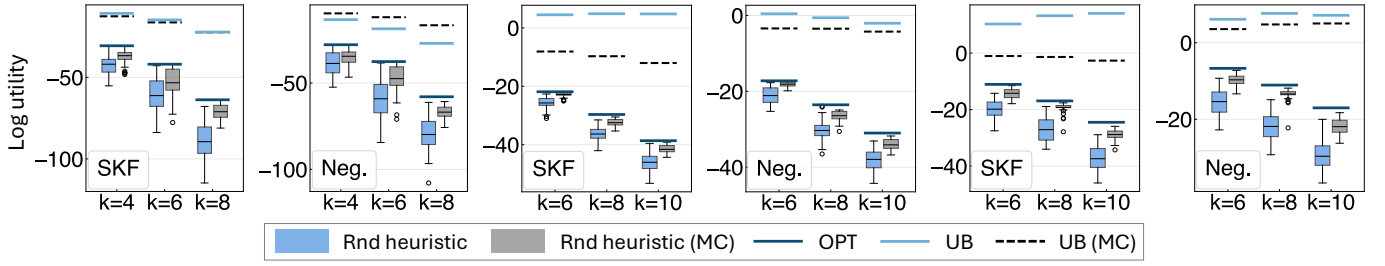 Log utility
−50
−100
SKF
k=4 k=6 k=8
−50
−100
Neg.
k=4 k=6 k=8
0
−20
−40
SKF
k=6 k=8 k=10
0
−20
−40
Neg.
k=6 k=8 k=10
0
−20
−40
SKF
k=6 k=8 k=10
0
−20
Neg.
k=6 k=8 k=10
Rnd heuristic Rnd heuristic (MC) OPT UB UB (MC)